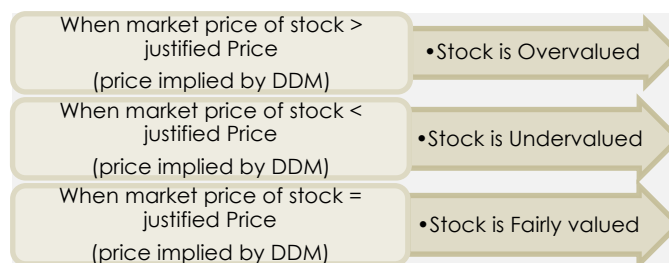 When market price of stock >
justified Price
(price implied by DDM)
•Stock is Overvalued
When market price of stock <
justified Price
(price implied by DDM)
•Stock is Undervalued
When market price of stock =
justified Price
(price implied by DDM)
•Stock is Fairly valued